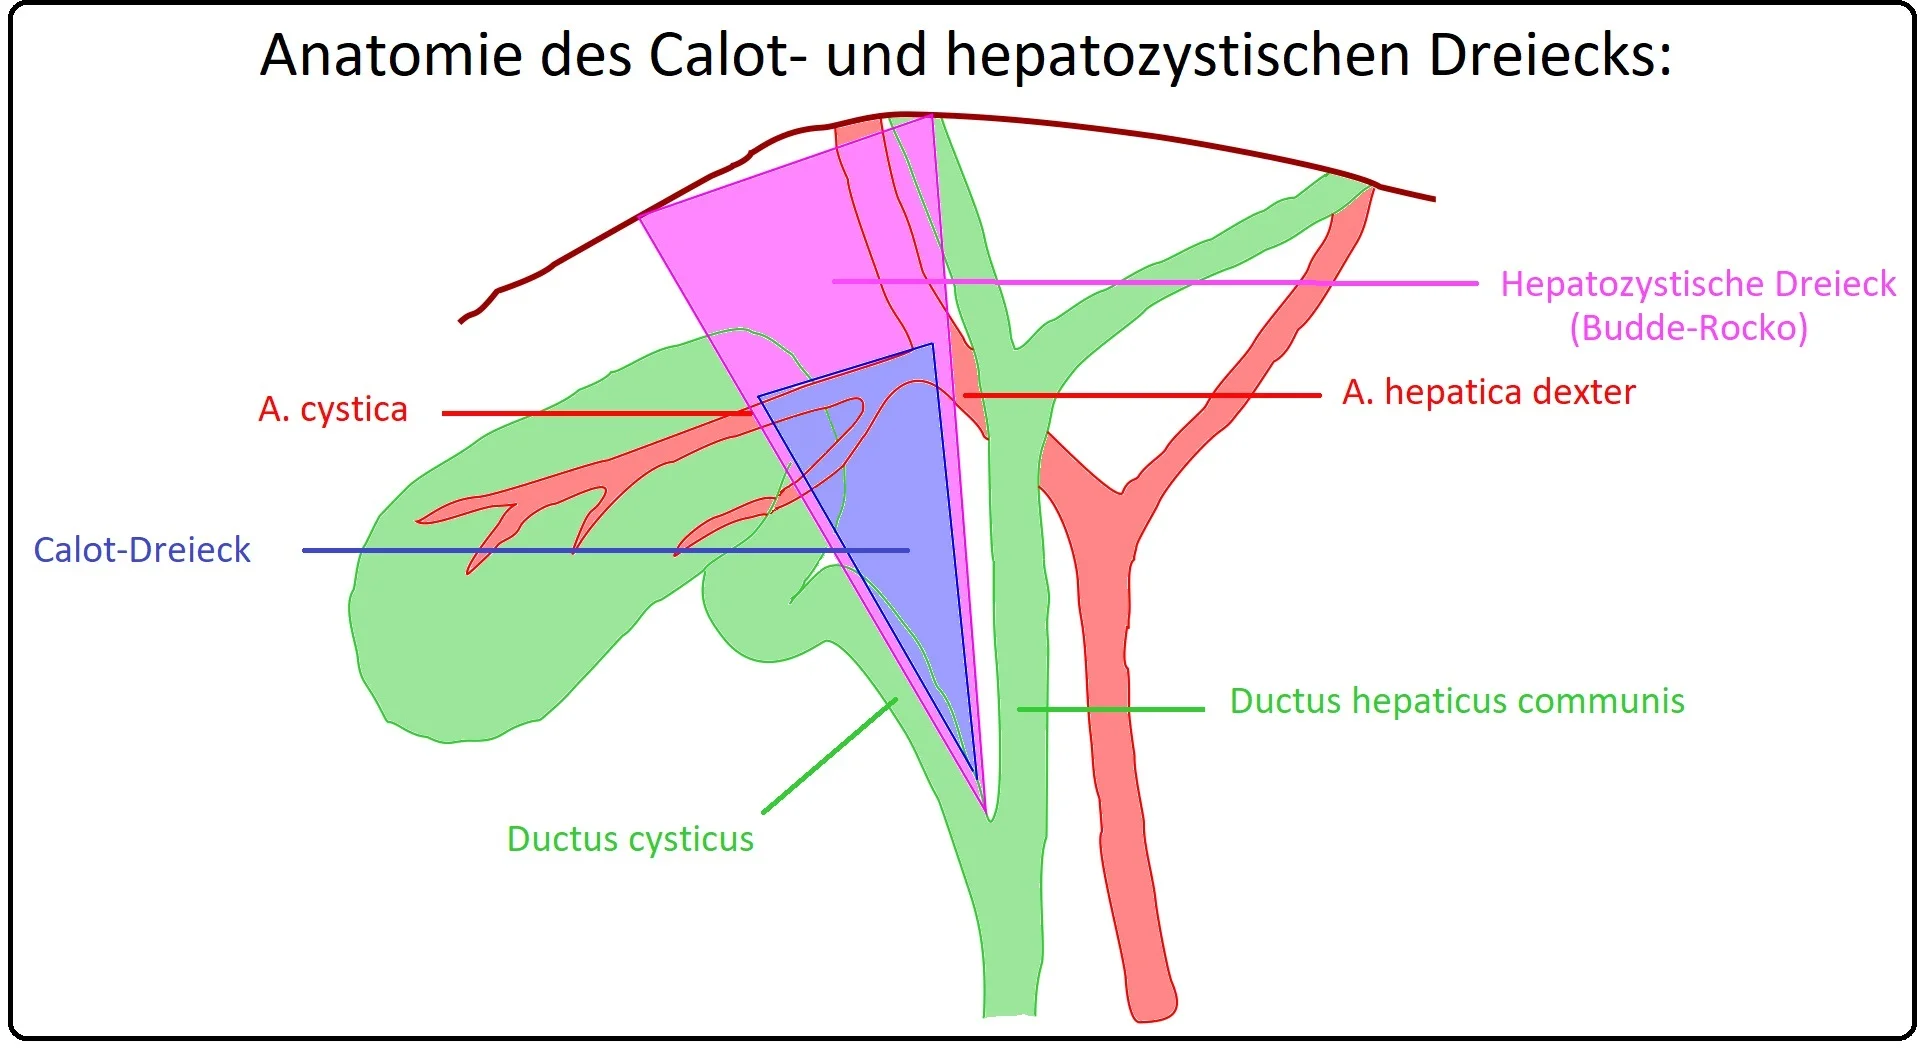 Anatomie des Calot- und hepatozystischen Dreiecks:
Hepatozystische Dreieck
(Budde-Rocko)
A. cystica
A. hepatica dexter
Calot-Dreieck
Ductus hepaticus communis
Ductus cysticus